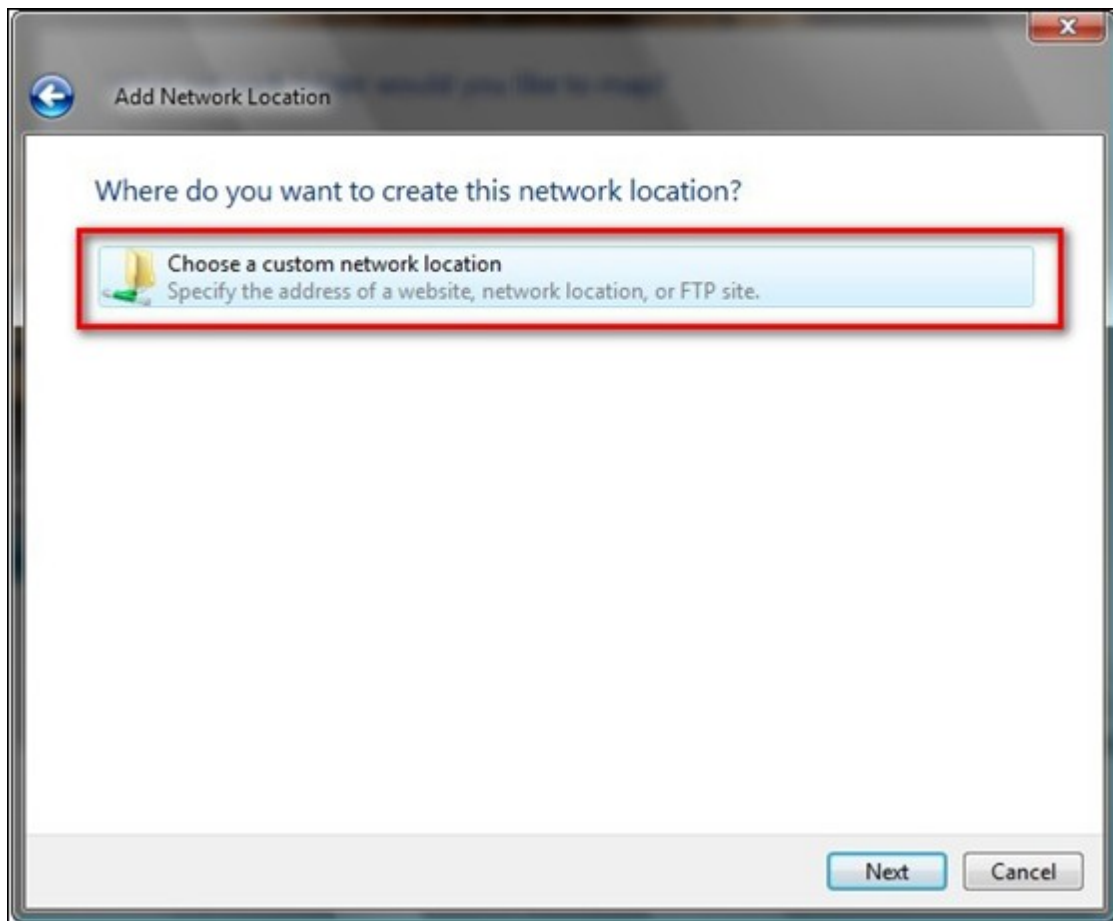 Add Network Location
Where do you want to create this network location?
Choose a custom network location
Specify the address of a website, network location, or FTP site.
Next
Cancel